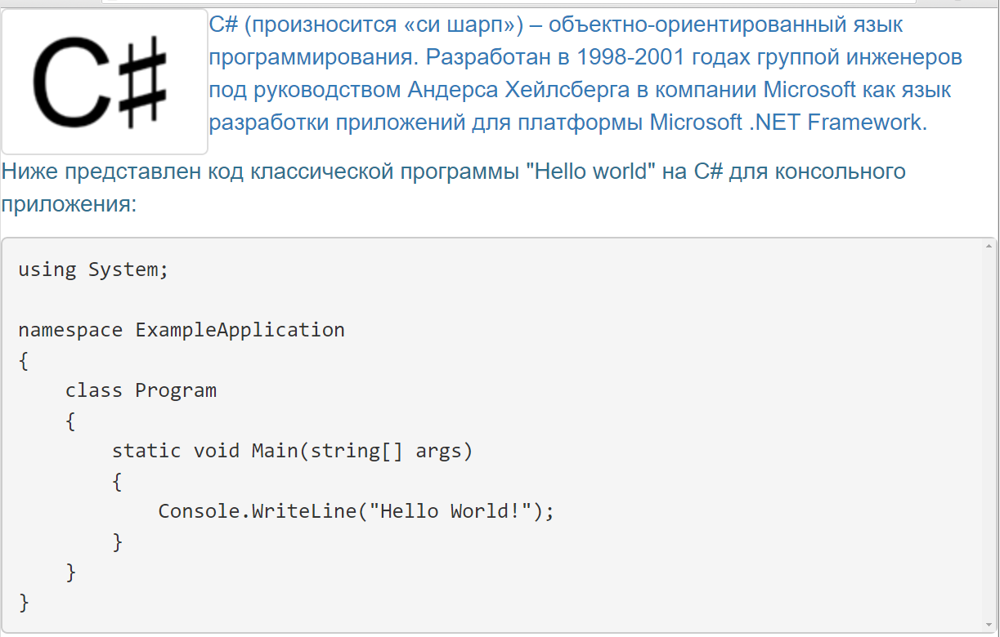 C#
C# (произносится «си шарп») – объектно-ориентированный язык
программирования. Разработан в 1998-2001 годах группой инженеров
под руководством Андерса Хейлсберга в компании Microsoft как язык
разработки приложений для платформы Microsoft .NET Framework.
Ниже представлен код классической программы "Hello world" на C# для консольного
приложения:
using System;

namespace ExampleApplication
{
    class Program
    {
        static void Main(string[] args)
        {
            Console.WriteLine("Hello World!");
        }
    }
}